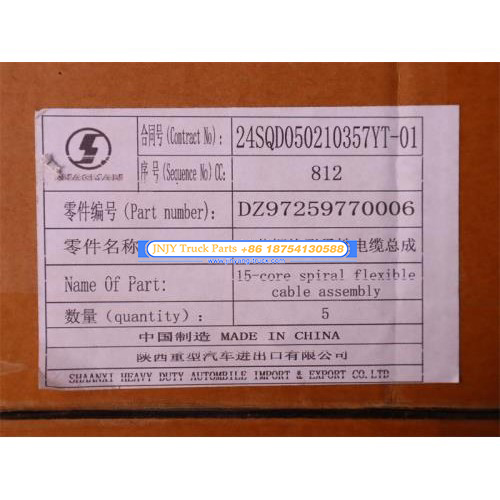 合同号 (Contract No): 24SQD050210357YT-01
序 号 (Sequence No) CC: 812
SHACMAN
零件编号 (Part number): DZ97259770006
零件名称 电缆总成
JNJY Truck Parts +86 18754130588
Name Of Part: 15-core spiral flexible
cable assembly
数量 (quantity): 5
中国制造 MADE IN CHINA
陕西重型汽车进出口有限公司
SHAANXI HEAVY DUTY AUTOMBILE IMPORT & EXPORT CO.LTD